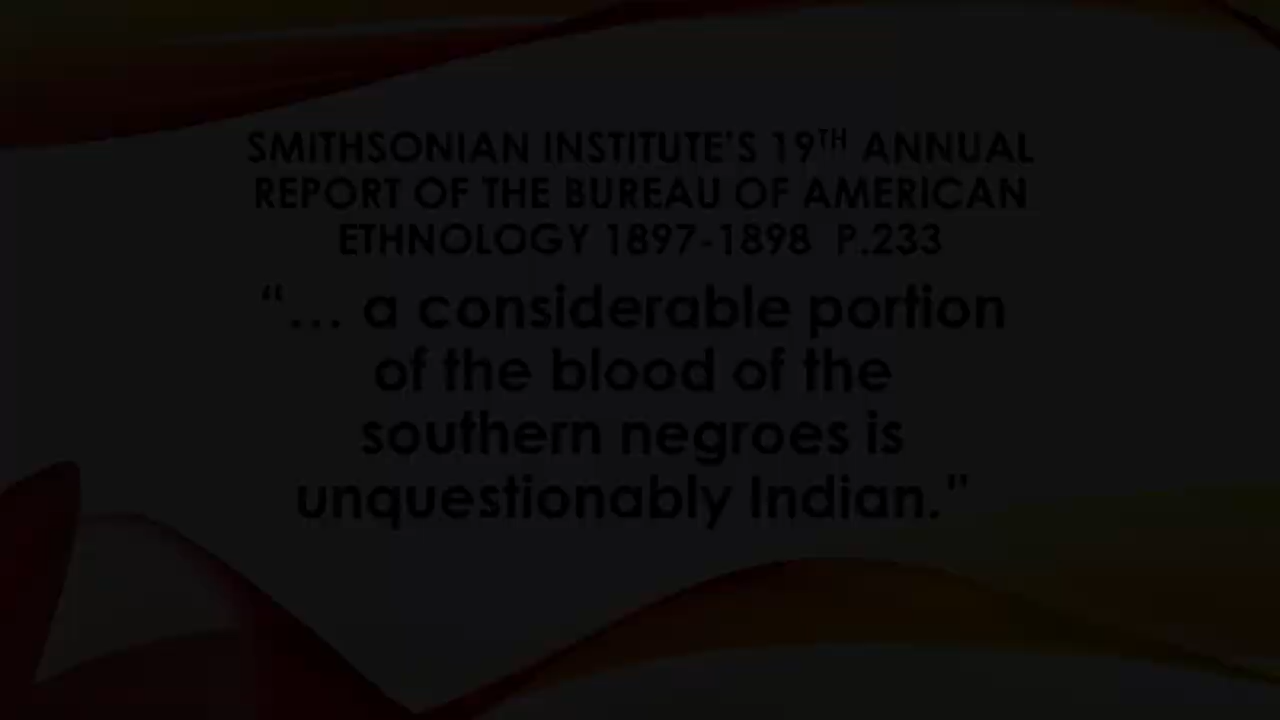 SMITHSONIAN INSTITUTE'S 19TH ANNUAL
REPORT OF THE BUREAU OF AMERICAN
ETHNOLOGY 1897-1898 P.233
"... a considerable portion
of the blood of the
southern negroes is
unquestionably Indian."